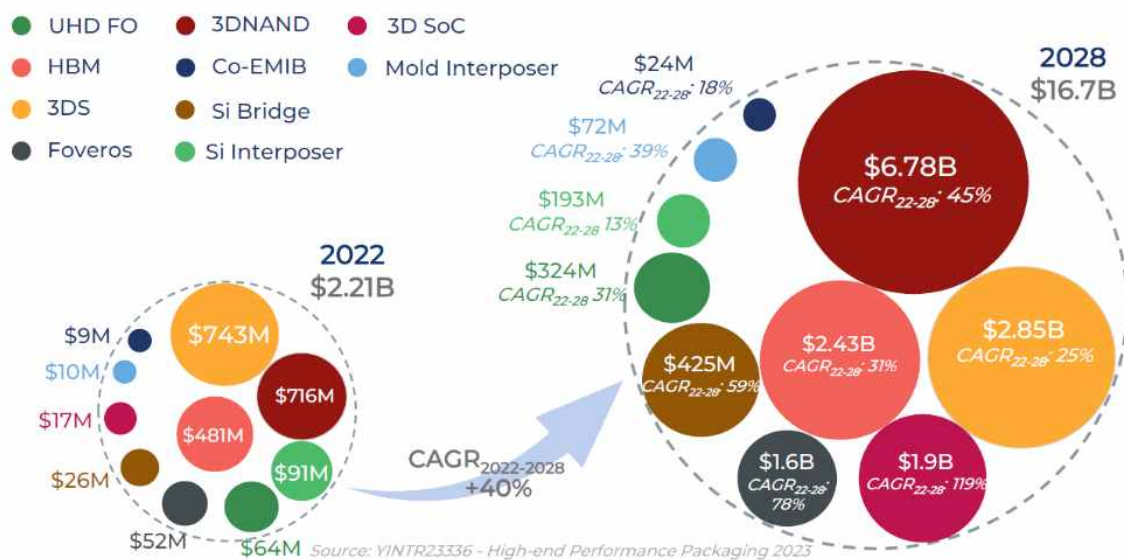 UHD FO
3DNAND
3D SoC
HBM
Co-EMIB
Mold Interposer
3DS
Si Bridge
Foveros
Si Interposer
2022
$2.21B
$743M
$716M
$481M
$91M
$9M
$10M
$17M
$26M
$52M
$64M
CAGR2022-2028
+40%
2028
$16.7B
$24M
CAGR22-28: 18%
$72M
CAGR22-28: 39%
$193M
CAGR22-28 13%
$324M
CAGR22-28 31%
$6.78B
CAGR22-28: 45%
$2.85B
CAGR22-28: 25%
$2.43B
CAGR22-28: 31%
$425M
CAGR22-28: 59%
$1.6B
CAGR22-28:
78%
$1.9B
CAGR22-28: 119%
Source: YINTR23336 - High-end Performance Packaging 2023